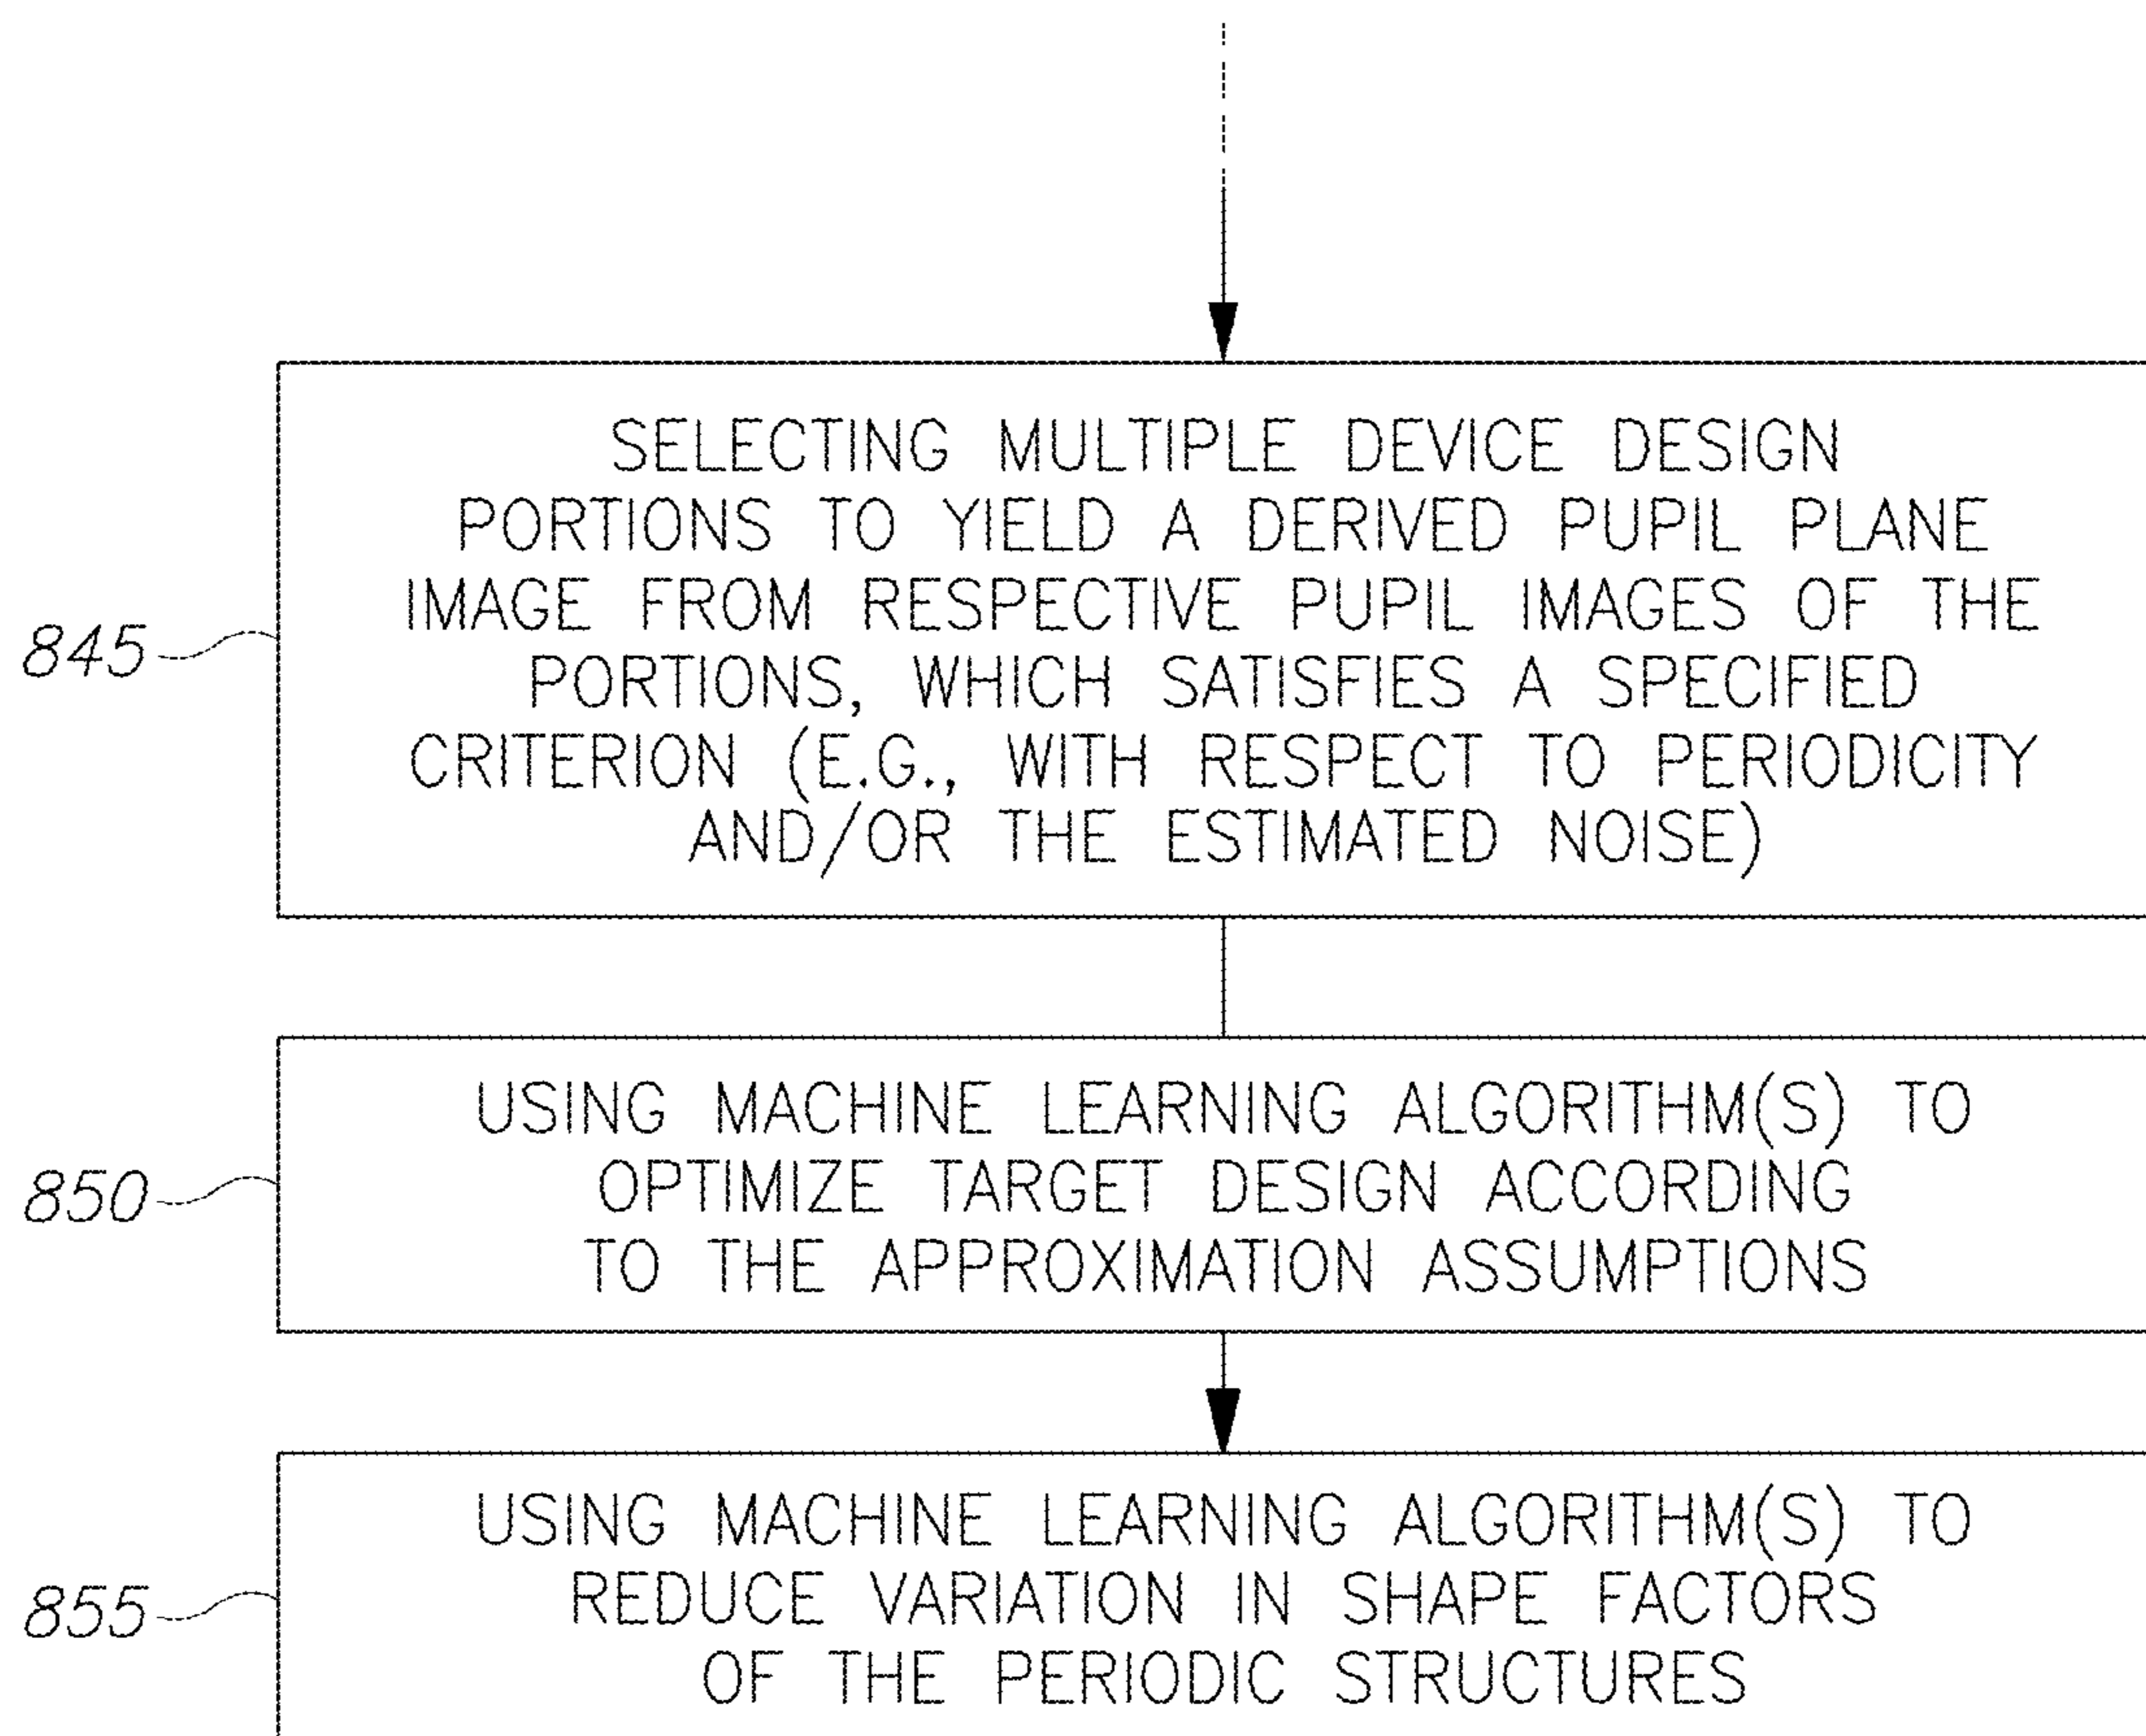 SELECTING MULTIPLE DEVICE DESIGN
PORTIONS TO YIELD A DERIVED PUPIL PLANE
IMAGE FROM RESPECTIVE PUPIL IMAGES OF THE
PORTIONS, WHICH SATISFIES A SPECIFIED
CRITERION (E.G., WITH RESPECT TO PERIODICITY
AND/OR THE ESTIMATED NOISE)
845
USING MACHINE LEARNING ALGORITHM(S) TO
OPTIMIZE TARGET DESIGN ACCORDING
TO THE APPROXIMATION ASSUMPTIONS
850
USING MACHINE LEARNING ALGORITHM(S) TO
REDUCE VARIATION IN SHAPE FACTORS
OF THE PERIODIC STRUCTURES
855